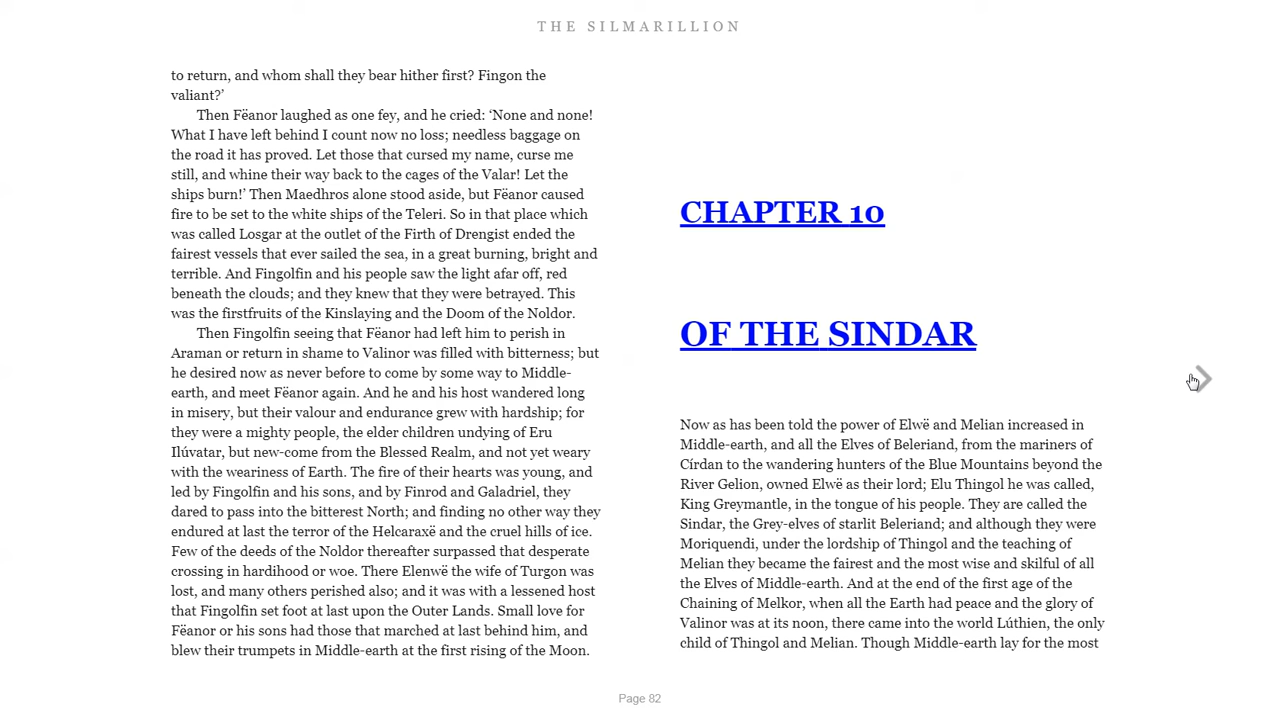 THE SILMARILLION
to return, and whom shall they bear hither first? Fingon the
valiant?’
Then Fëanor laughed as one fey, and he cried: ‘None and none!
What I have left behind I count now no loss; needless baggage on
the road it has proved. Let those that cursed my name, curse me
still, and whine their way back to the cages of the Valar! Let the
ships burn!’ Then Maedhros alone stood aside, but Fëanor caused
fire to be set to the white ships of the Teleri. So in that place which
was called Losgar at the outlet of the Firth of Drengist ended the
fairest vessels that ever sailed the sea, in a great burning, bright and
terrible. And Fingolfin and his people saw the light afar off, red
beneath the clouds; and they knew that they were betrayed. This
was the firstfruits of the Kinslaying and the Doom of the Noldor.
Then Fingolfin seeing that Fëanor had left him to perish in
Araman or return in shame to Valinor was filled with bitterness; but
he desired now as never before to come by some way to Middle-
earth, and meet Fëanor again. And he and his host wandered long
in misery, but their valour and endurance grew with hardship; for
they were a mighty people, the elder children undying of Eru
Ilúvatar, but new-come from the Blessed Realm, and not yet weary
with the weariness of Earth. The fire of their hearts was young, and
led by Fingolfin and his sons, and by Finrod and Galadriel, they
dared to pass into the bitterest North; and finding no other way they
endured at last the terror of the Helcaraxë and the cruel hills of ice.
Few of the deeds of the Noldor thereafter surpassed that desperate
crossing in hardihood or woe. There Elenwë the wife of Turgon was
lost, and many others perished also; and it was with a lessened host
that Fingolfin set foot at last upon the Outer Lands. Small love for
Fëanor or his sons had those that marched at last behind him, and
blew their trumpets in Middle-earth at the first rising of the Moon.
CHAPTER 10
OF THE SINDAR
Now as has been told the power of Elwë and Melian increased in
Middle-earth, and all the Elves of Beleriand, from the mariners of
Círdan to the wandering hunters of the Blue Mountains beyond the
River Gelion, owned Elwë as their lord; Elu Thingol he was called,
King Greymantle, in the tongue of his people. They are called the
Sindar, the Grey-elves of starlit Beleriand; and although they were
Moriquendi, under the lordship of Thingol and the teaching of
Melian they became the fairest and the most wise and skilful of all
the Elves of Middle-earth. And at the end of the first age of the
Chaining of Melkor, when all the Earth had peace and the glory of
Valinor was at its noon, there came into the world Lúthien, the only
child of Thingol and Melian. Though Middle-earth lay for the most
Page 82